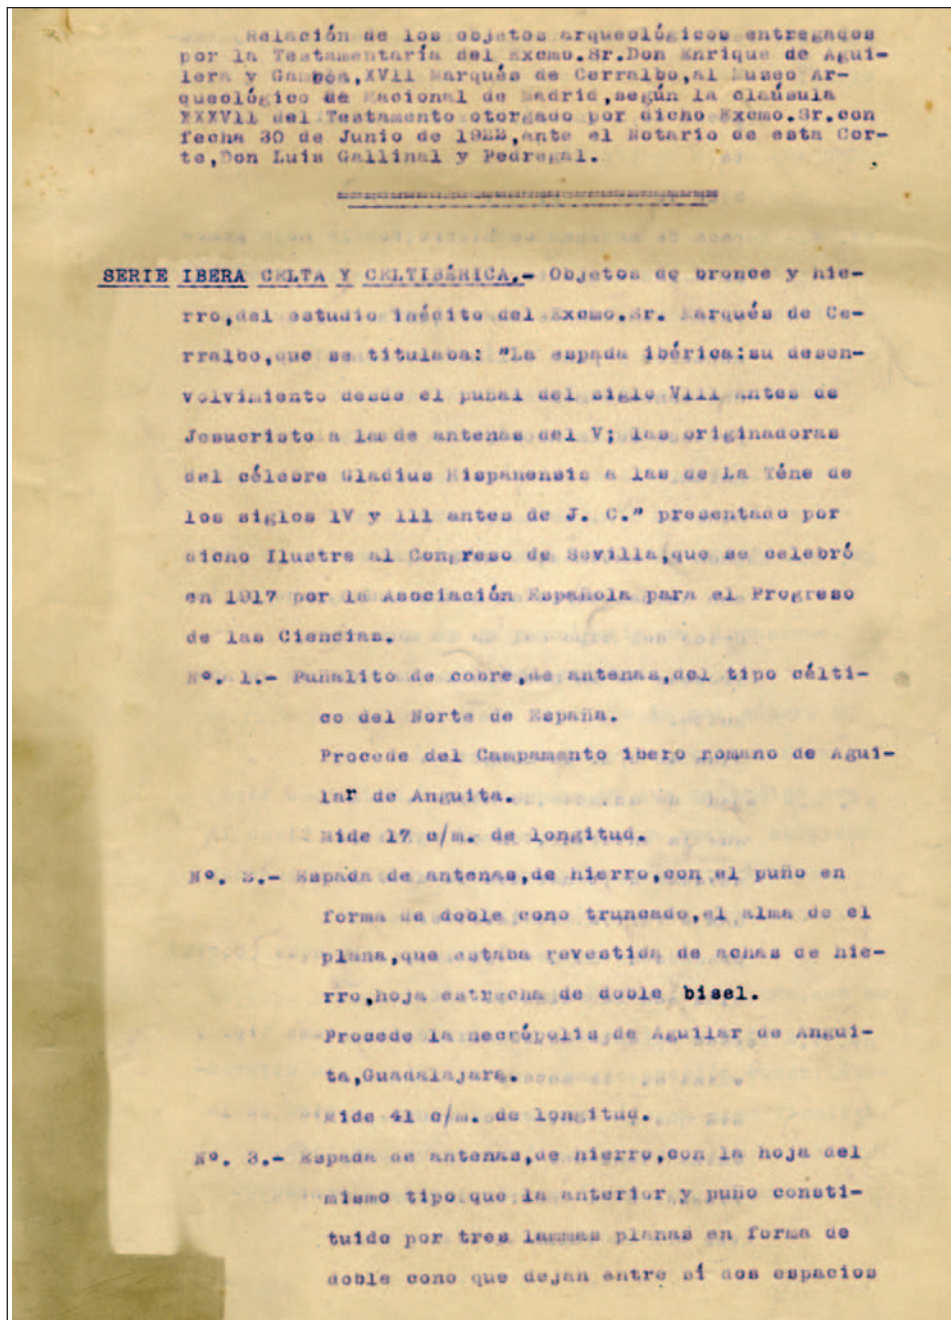 Relación de los objetos arqueológicos entregados
por la Testamentaría del Excmo.Sr.Don Enrique de Agui-
lera y Gamboa,XVII Marqués de Cerralbo,al Museo Ar-
queológico de Nacional de Madrid,según la claúsula
XXXVII del Testamento otorgado por dicho Excmo.Sr.con
fecha 30 de Junio de 1922,ante el Notario de esta Cor-
te,Don Luis Gallinal y Pedregal.
SERIE IBERA CELTA Y CELTIBÉRICA.- Objetos de bronce y hie-
rro,del estudio inédito del Excmo.Sr. Marqués de Ce-
rralbo,que se titulaba: "La espada ibérica:su desen-
volvimiento desde el puñal del siglo VIII antes de
Jesucristo a las de antenas del V; las originadoras
del célebre Gladius Hispanensis a las de La Téne de
los siglos IV y III antes de J. C." presentado por
dicho Ilustre al Congreso de Sevilla,que se celebró
en 1917 por la Asociación Española para el Progreso
de las Ciencias.
Nº. 1.- Puñalito de cobre,de antenas,del tipo célti-
co del Norte de España.
Procede del Campamento ibero romano de Agui-
lar de Anguita.
Mide 17 c/m. de longitud.
Nº. 2.- Espada de antenas,de hierro,con el puño en
forma de doble cono truncado,el alma de el
plana,que estaba revestida de achas de hie-
rro,hoja estrecha de doble bisel.
Procede la necrópolis de Aguilar de Angui-
ta,Guadalajara.
Mide 41 c/m. de longitud.
Nº. 3.- Espada de antenas,de hierro,con la hoja del
mismo tipo que la anterior y puño consti-
tuido por tres lammas planas en forma de
doble cono que dejan entre sí dos espacios